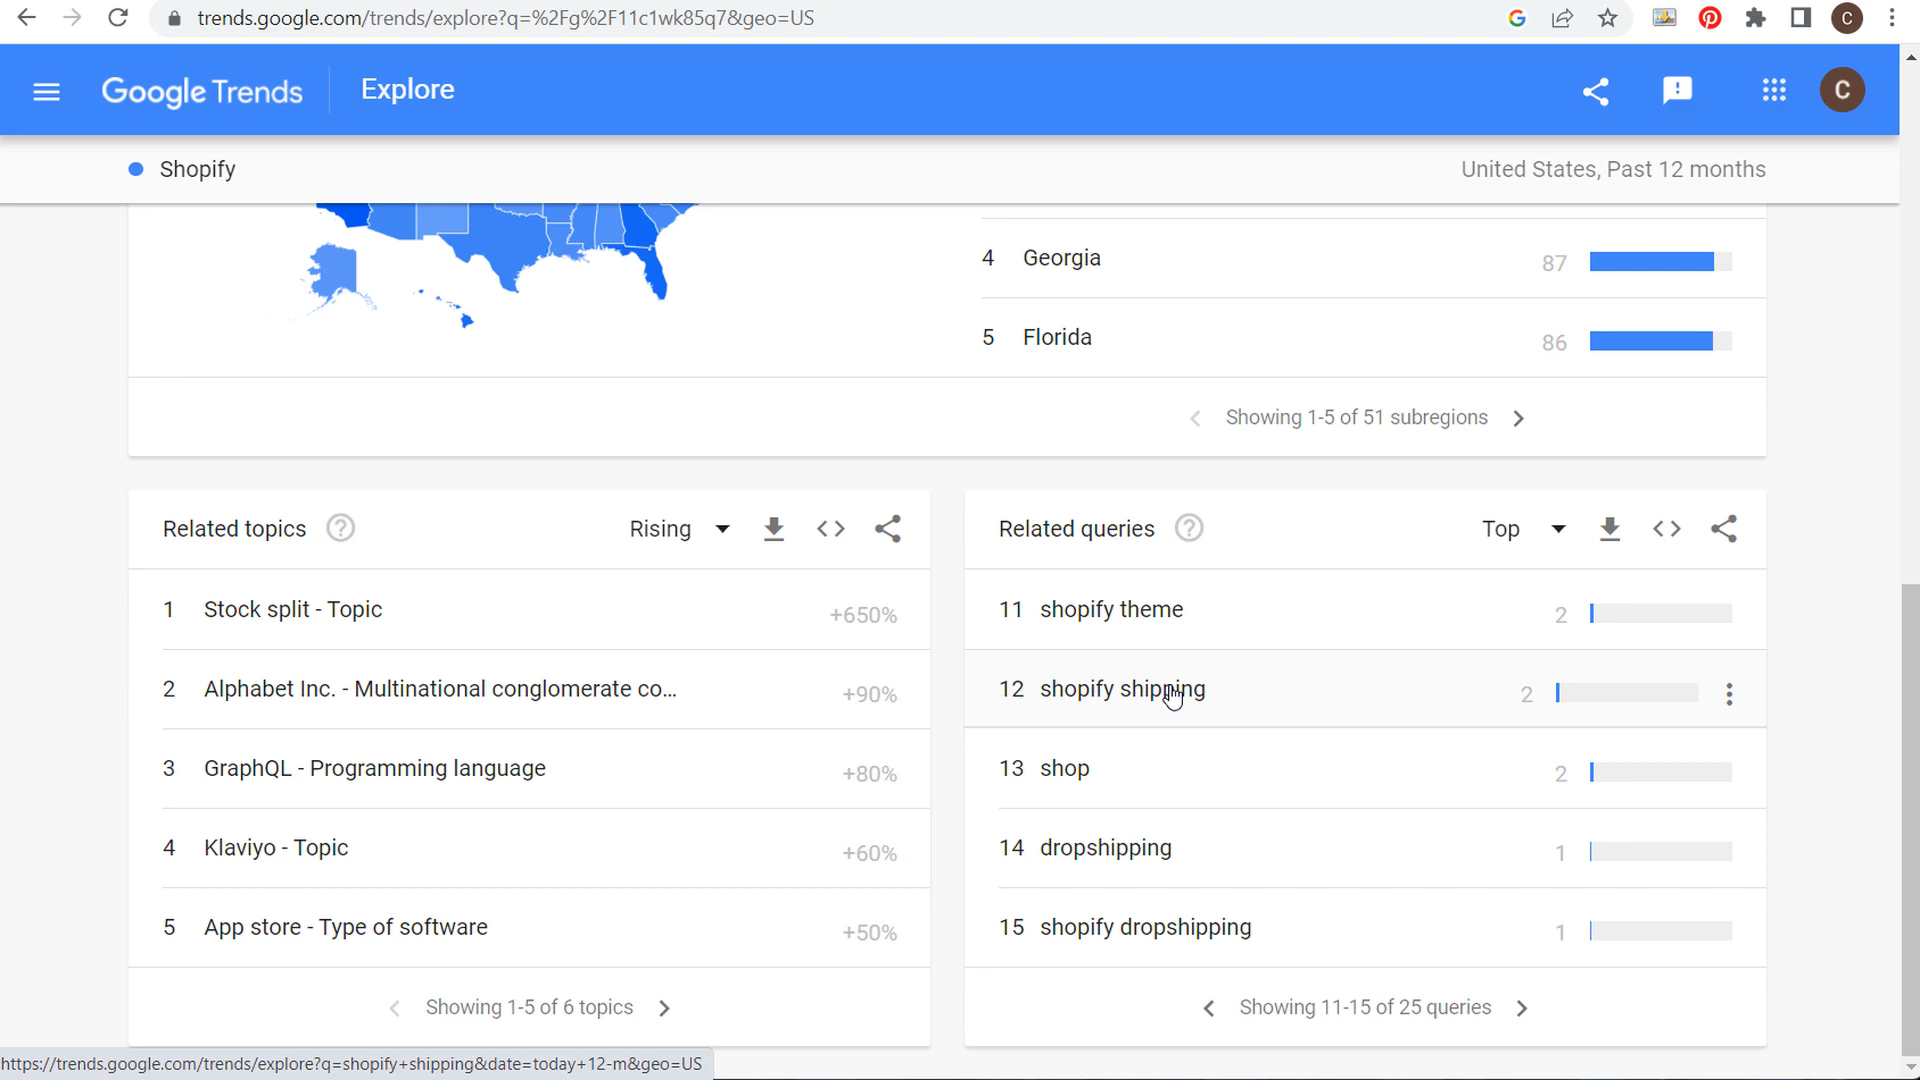 trends.google.com/trends/explore?q=%2Fg%2F11c1wk85q7&geo=US
C
Google Trends
Explore
C
Shopify
United States, Past 12 months
4 Georgia 87
5 Florida 86
Showing 1-5 of 51 subregions
Related topics
Rising
1 Stock split - Topic +650%
2 Alphabet Inc. - Multinational conglomerate co... +90%
3 GraphQL - Programming language +80%
4 Klaviyo - Topic +60%
5 App store - Type of software +50%
Showing 1-5 of 6 topics
Related queries
Top
11 shopify theme 2
12 shopify shipping 2
13 shop 2
14 dropshipping 1
15 shopify dropshipping 1
Showing 11-15 of 25 queries
https://trends.google.com/trends/explore?q=shopify+shipping&date=today+12-m&geo=US